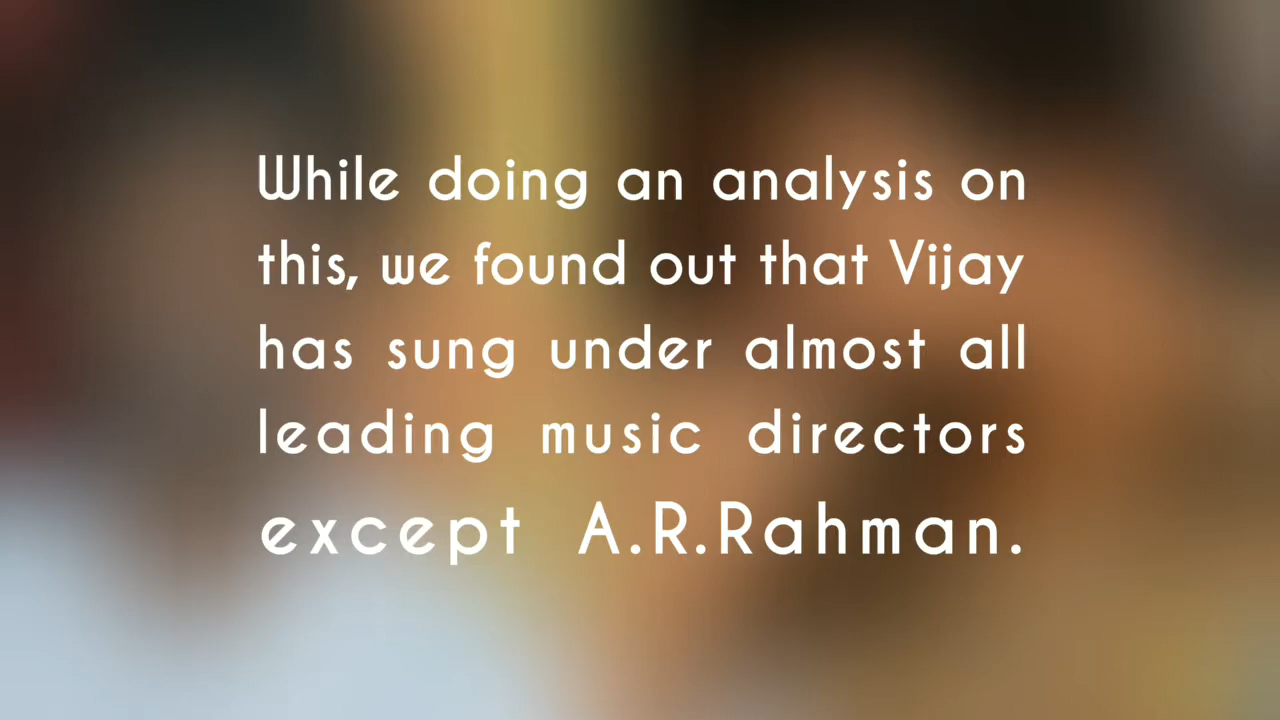 While doing an analysis on
this, we found out that Vijay
has sung under almost all
leading music directors
except A.R.Rahman.